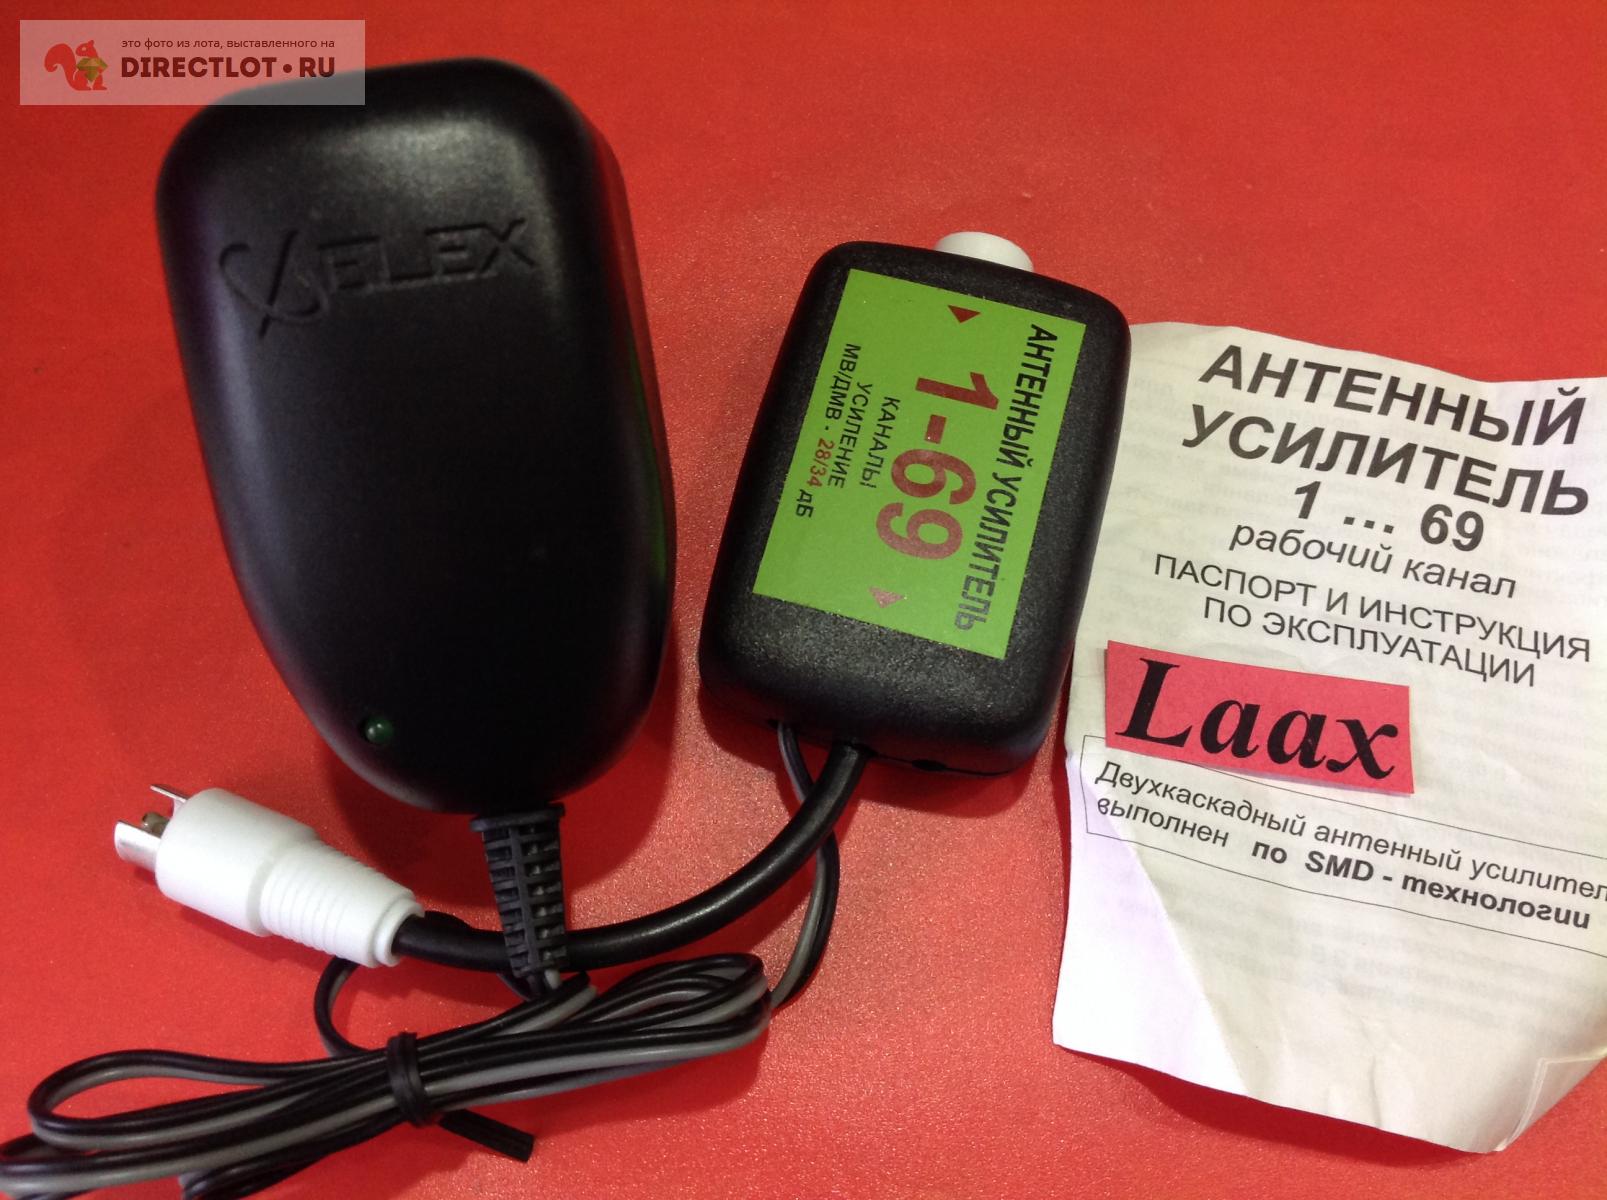 это фото из лота, выставленного на
DIRECTLOT•RU
ELEX
АНТЕННЫЙ УСИЛИТЕЛЬ
1-69
КАНАЛЫ
УСИЛЕНИЕ
МВ/ДМВ - 28/34 дБ
АНТЕННЫЙ
УСИЛИТЕЛЬ
1 ... 69
рабочий канал
ПАСПОРТ И ИНСТРУКЦИЯ
ПО ЭКСПЛУАТАЦИИ
Laax
Двухкаскадный антенный усилител
выполнен по SMD - технологии